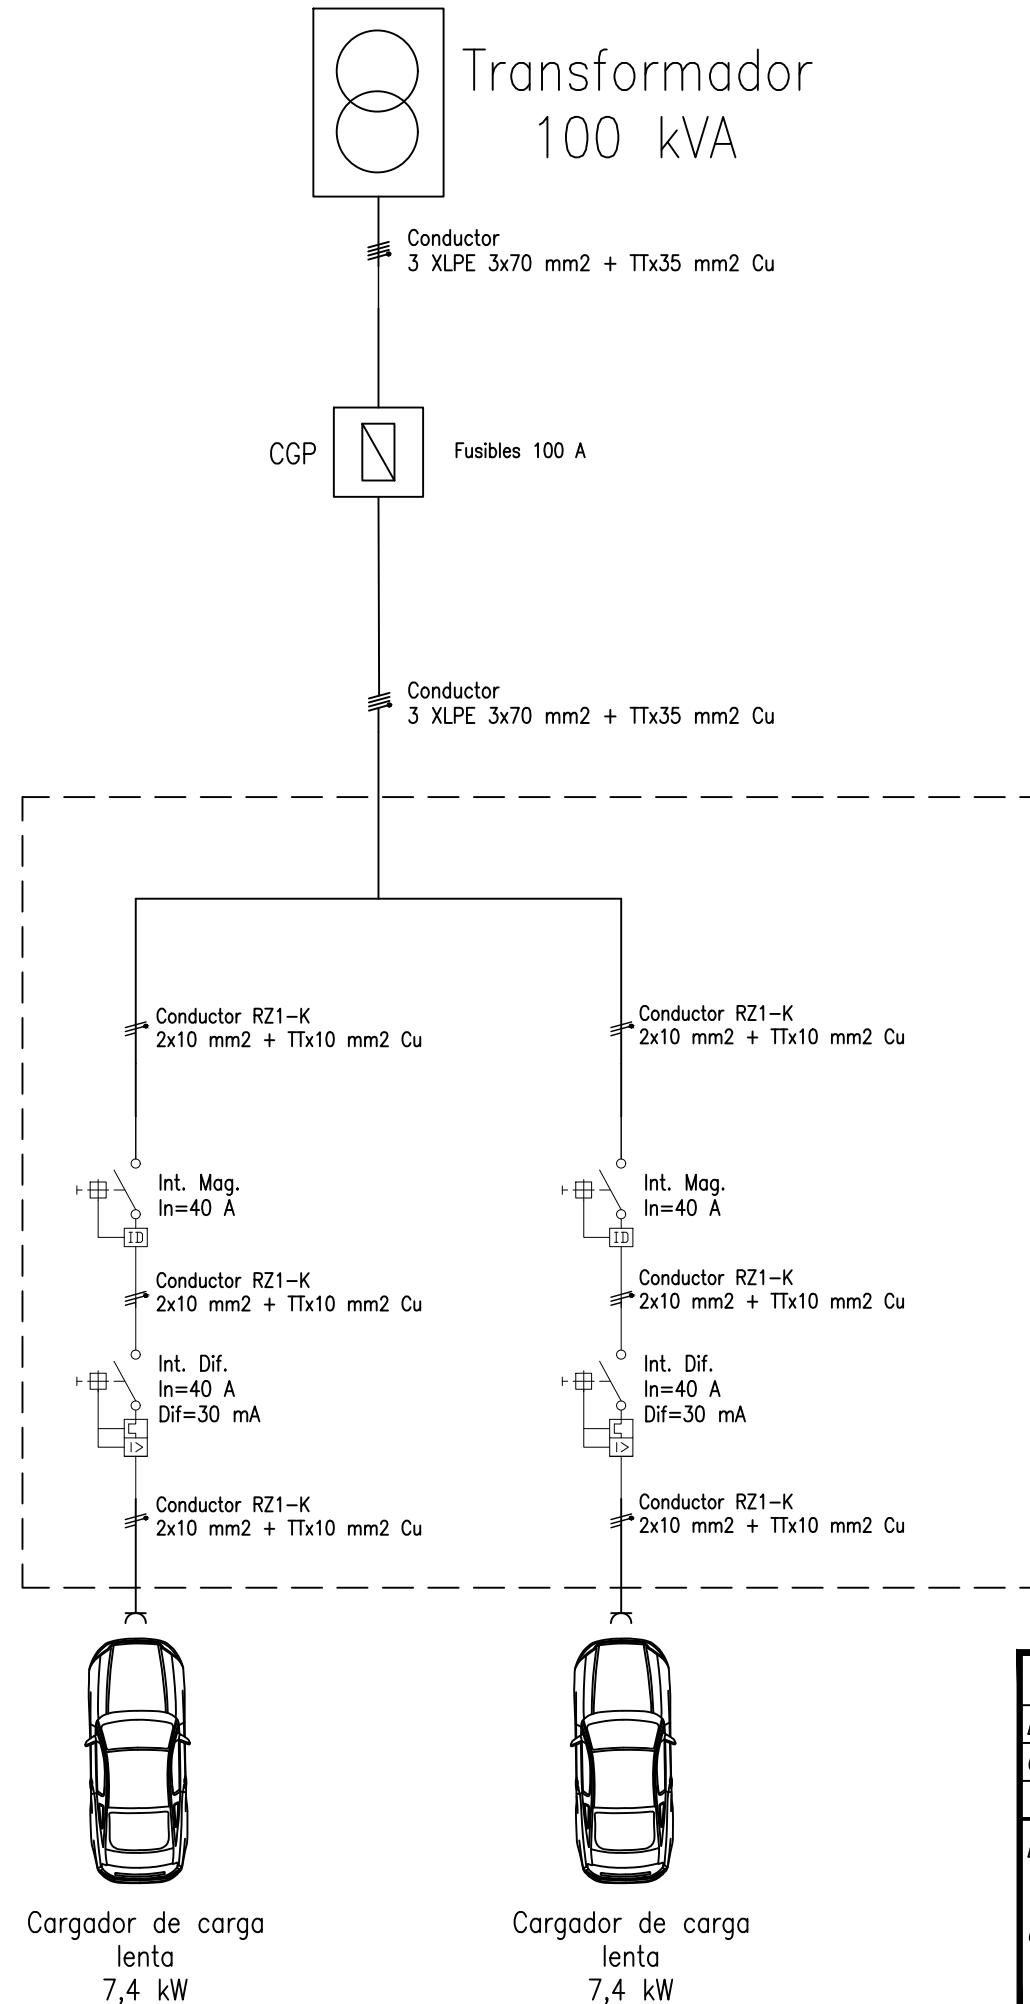 Transformador
100 kVA
Conductor
3 XLPE 3x70 mm2 + TTx35 mm2 Cu
CGP
Fusibles 100 A
Conductor
3 XLPE 3x70 mm2 + TTx35 mm2 Cu
Conductor RZ1-K
2x10 mm2 + TTx10 mm2 Cu
Conductor RZ1-K
2x10 mm2 + TTx10 mm2 Cu
Int. Mag.
In=40 A
ID
Int. Mag.
In=40 A
ID
Conductor RZ1-K
2x10 mm2 + TTx10 mm2 Cu
Conductor RZ1-K
2x10 mm2 + TTx10 mm2 Cu
Int. Dif.
In=40 A
Dif=30 mA
I>
Int. Dif.
In=40 A
Dif=30 mA
I>
Conductor RZ1-K
2x10 mm2 + TTx10 mm2 Cu
Conductor RZ1-K
2x10 mm2 + TTx10 mm2 Cu
Cargador de carga
lenta
7,4 kW
Cargador de carga
lenta
7,4 kW